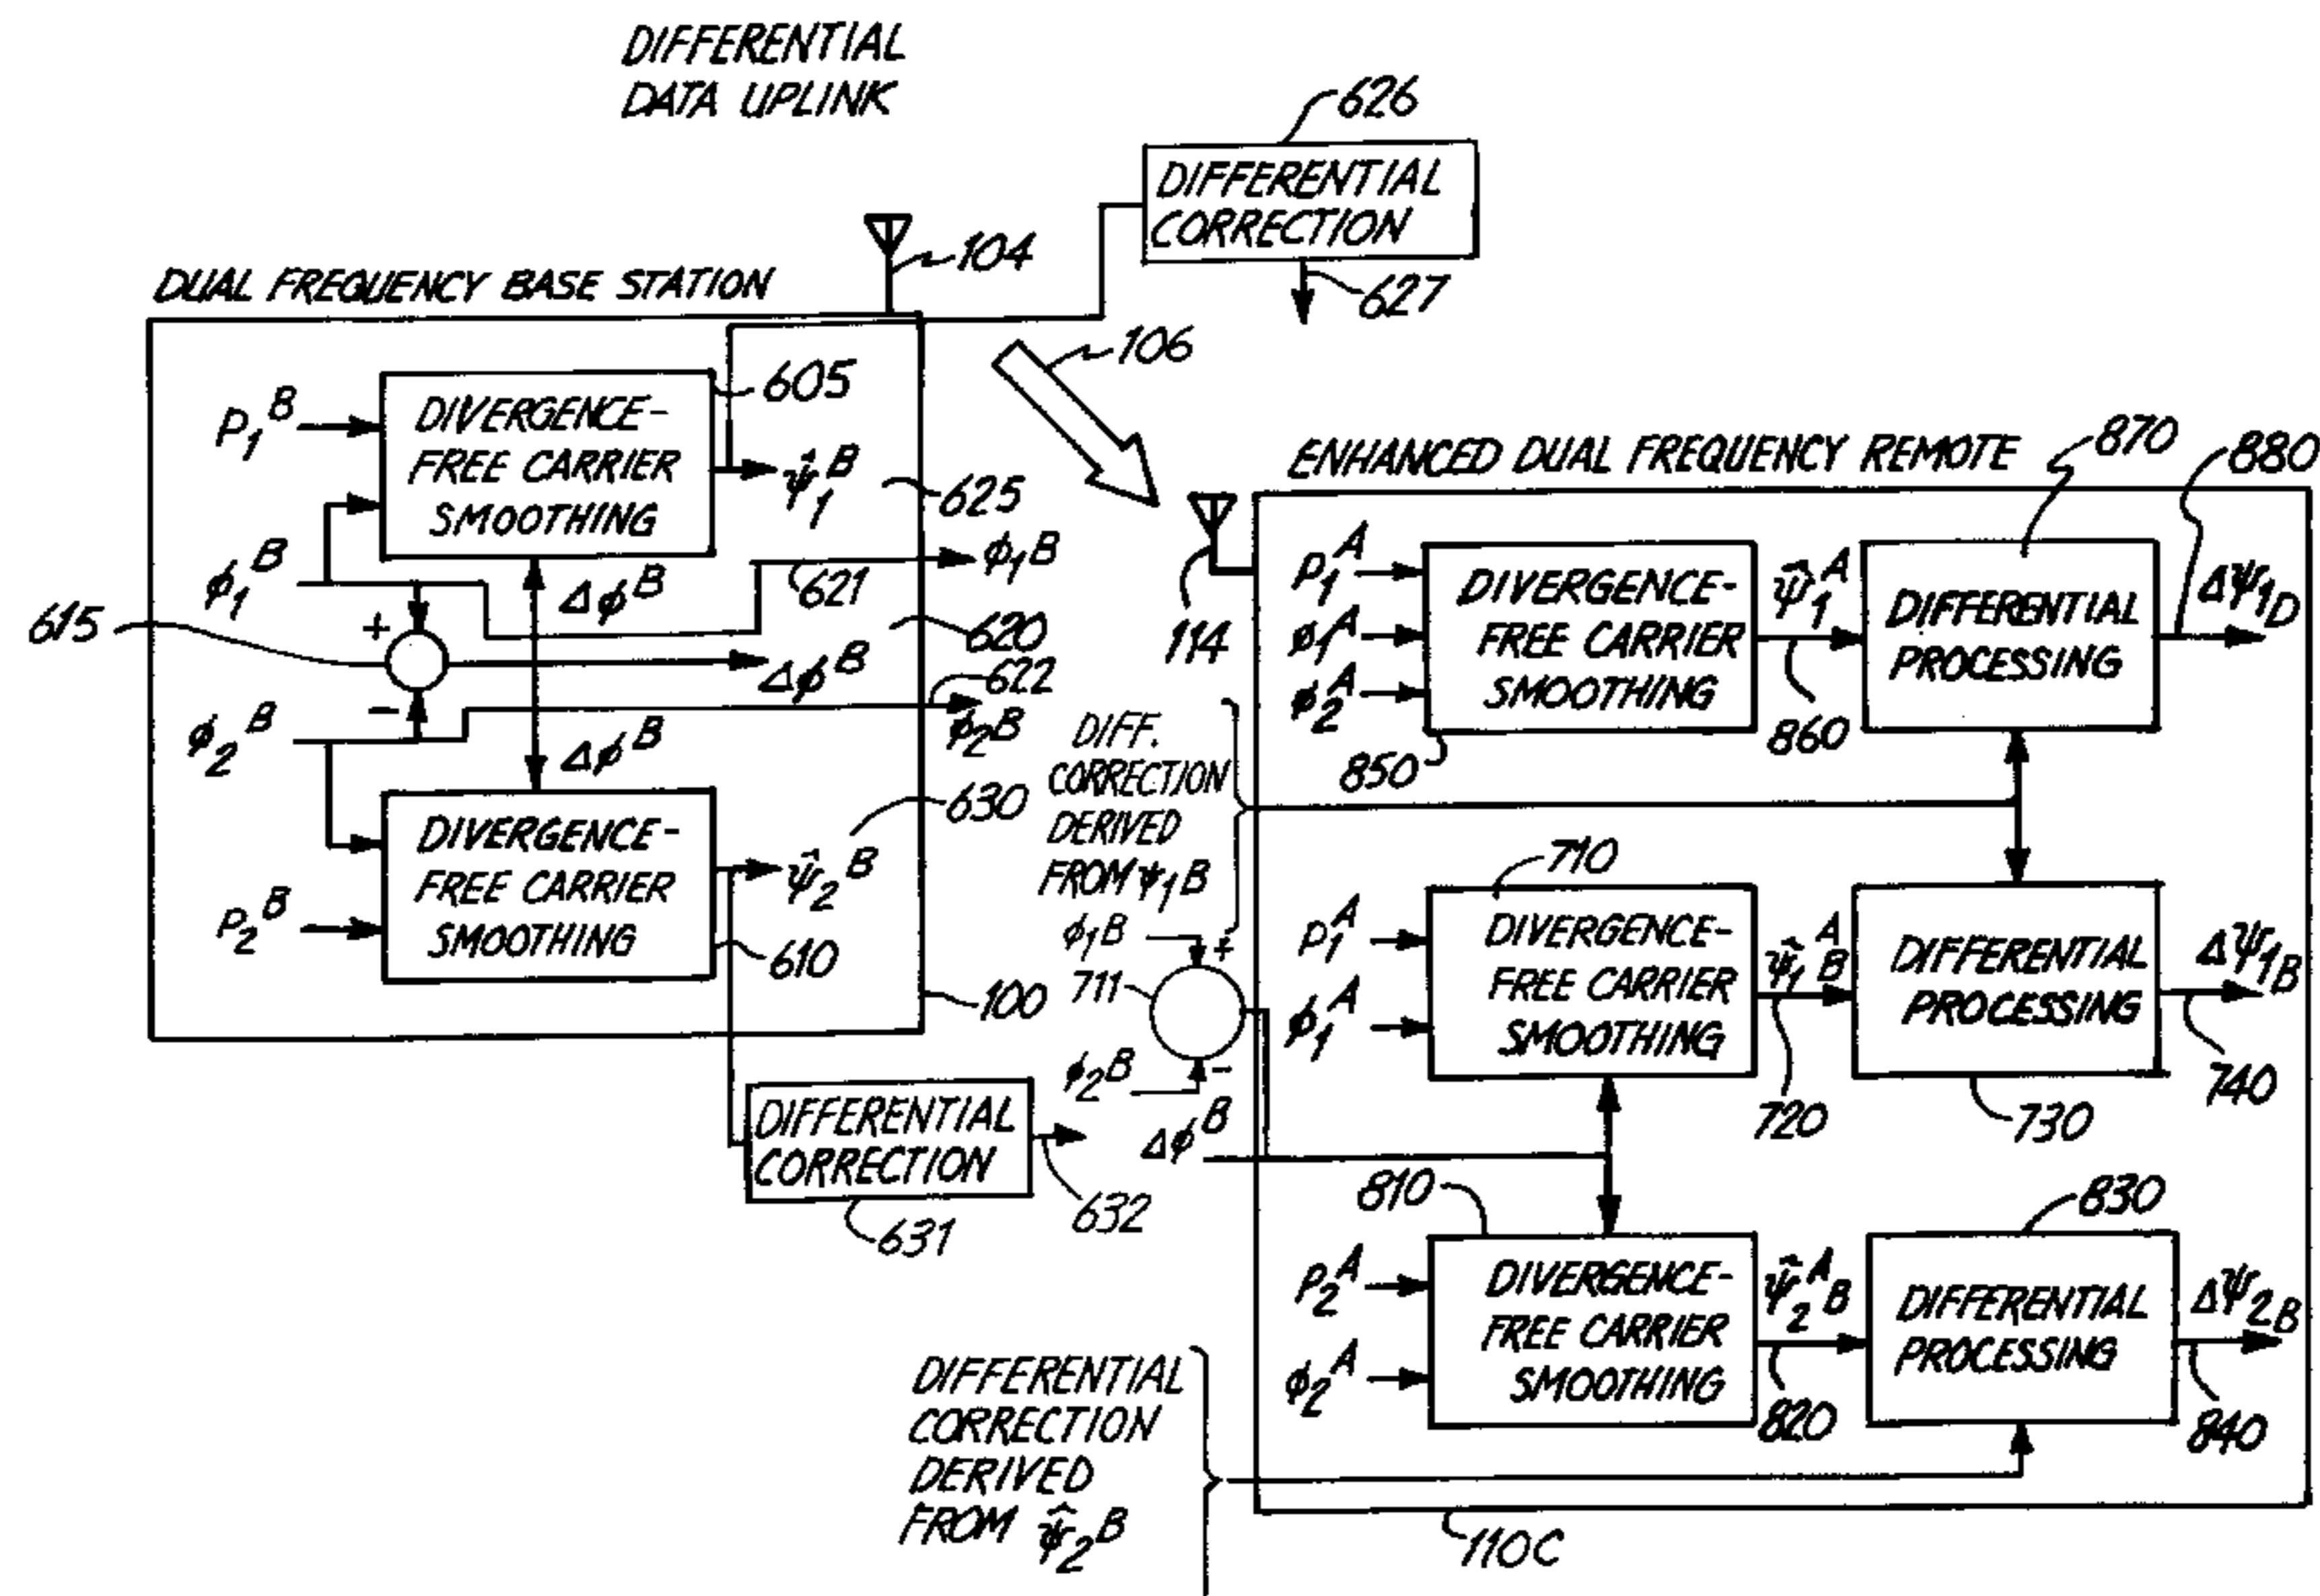 DIFFERENTIAL
DATA UPLINK
626
DIFFERENTIAL
CORRECTION
627
104
DUAL FREQUENCY BASE STATION
106
605
DIVERGENCE-
FREE CARRIER
SMOOTHING
P₁ᴮ
ψ̂₁ᴮ
625
ϕ₁ᴮ
Δϕᴮ
621
ϕ₁B
615
+
620
Δϕᴮ
622
−
ϕ₂ᴮ
ϕ₂B
Δϕᴮ
630
DIVERGENCE-
FREE CARRIER
SMOOTHING
P₂ᴮ
ψ̂₂ᴮ
610
100
DIFFERENTIAL
CORRECTION
632
631
ENHANCED DUAL FREQUENCY REMOTE
870
880
114
P₁ᴬ
ϕ₁ᴬ
ϕ₂ᴬ
DIVERGENCE-
FREE CARRIER
SMOOTHING
850
ψ̂₁ᴬ
860
DIFFERENTIAL
PROCESSING
Δψ₁D
DIFF.
CORRECTION
DERIVED
FROM ψ₁B
ϕ₁B
+
711
ϕ₂B
−
Δϕᴮ
710
P₁ᴬ
ϕ₁ᴬ
DIVERGENCE-
FREE CARRIER
SMOOTHING
ψ̂₁ᴬB
720
DIFFERENTIAL
PROCESSING
730
Δψ₁B
740
810
P₂ᴬ
ϕ₂ᴬ
DIVERGENCE-
FREE CARRIER
SMOOTHING
ψ̂₂ᴬB
820
830
DIFFERENTIAL
PROCESSING
Δψ₂B
840
DIFFERENTIAL
CORRECTION
DERIVED
FROM ψ̂₂B
110C